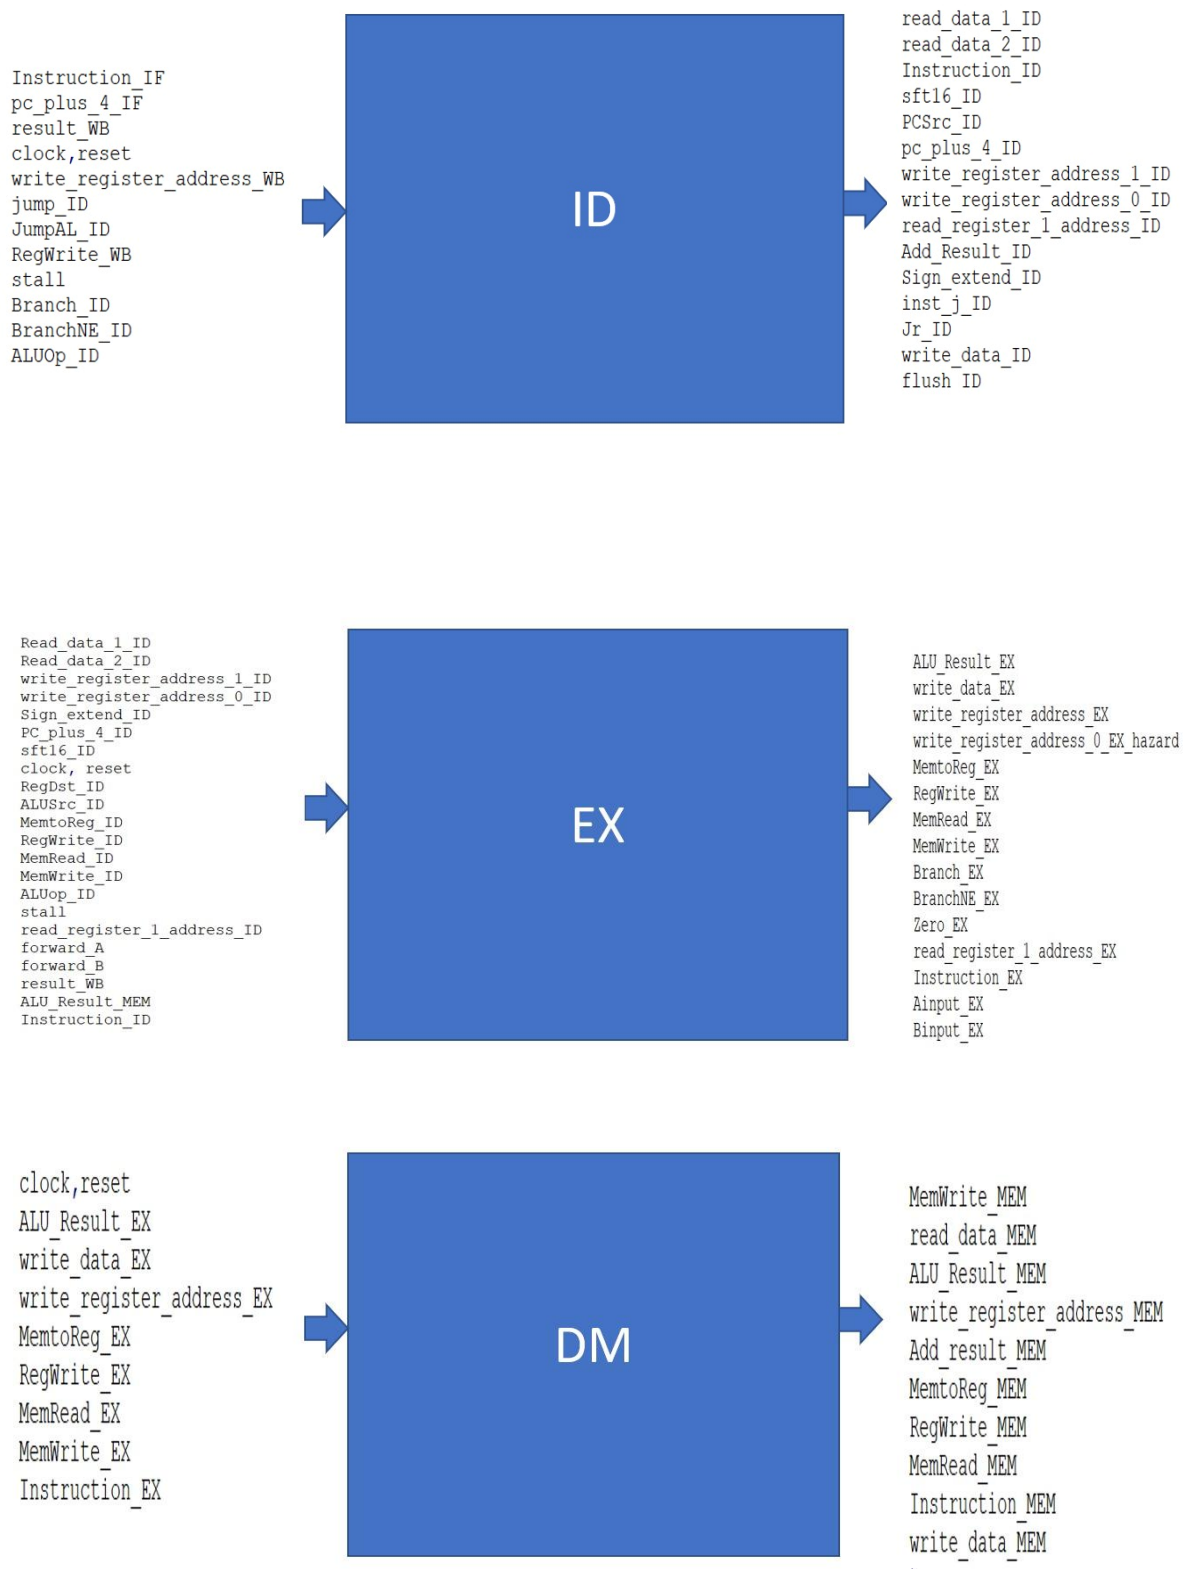 Instruction_IF
pc_plus_4_IF
result_WB
clock,reset
write_register_address_WB
jump_ID
JumpAL_ID
RegWrite_WB
stall
Branch_ID
BranchNE_ID
ALUOp_ID
ID
read_data_1_ID
read_data_2_ID
Instruction_ID
sft16_ID
PCSrc_ID
pc_plus_4_ID
write_register_address_1_ID
write_register_address_0_ID
read_register_1_address_ID
Add_Result_ID
Sign_extend_ID
inst_j_ID
Jr_ID
write_data_ID
flush ID
Read_data_1_ID
Read_data_2_ID
write_register_address_1_ID
write_register_address_0_ID
Sign_extend_ID
PC_plus_4_ID
sft16_ID
clock, reset
RegDst_ID
ALUSrc_ID
MemtoReg_ID
RegWrite_ID
MemRead_ID
MemWrite_ID
ALUop_ID
stall
read_register_1_address_ID
forward_A
forward_B
result_WB
ALU_Result_MEM
Instruction_ID
EX
ALU_Result_EX
write_data_EX
write_register_address_EX
write_register_address_0_EX_hazard
MemtoReg_EX
RegWrite_EX
MemRead_EX
MemWrite_EX
Branch_EX
BranchNE_EX
Zero_EX
read_register_1_address_EX
Instruction_EX
Ainput_EX
Binput_EX
clock,reset
ALU_Result_EX
write_data_EX
write_register_address_EX
MemtoReg_EX
RegWrite_EX
MemRead_EX
MemWrite_EX
Instruction_EX
DM
MemWrite_MEM
read_data_MEM
ALU_Result_MEM
write_register_address_MEM
Add_result_MEM
MemtoReg_MEM
RegWrite_MEM
MemRead_MEM
Instruction_MEM
write_data_MEM